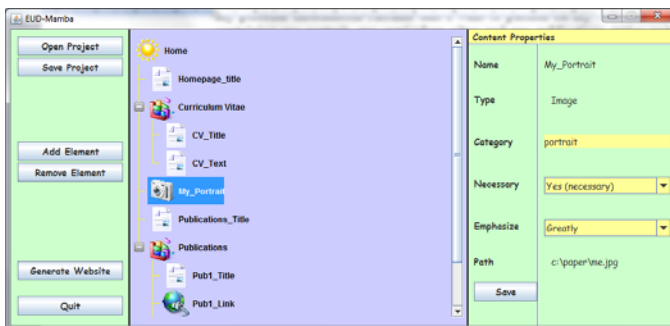 EUD-Mamba
Open Project
Save Project
Add Element
Remove Element
Generate Website
Quit
Home
Homepage_title
Curriculum Vitae
CV_Title
CV_Text
My_Portrait
Publications_Title
Publications
Pub1_Title
Pub1_Link
Content Properties
Name My_Portrait
Type Image
Category portrait
Necessary Yes (necessary)
Emphasize Greatly
Path c:\paper\me.jpg
Save